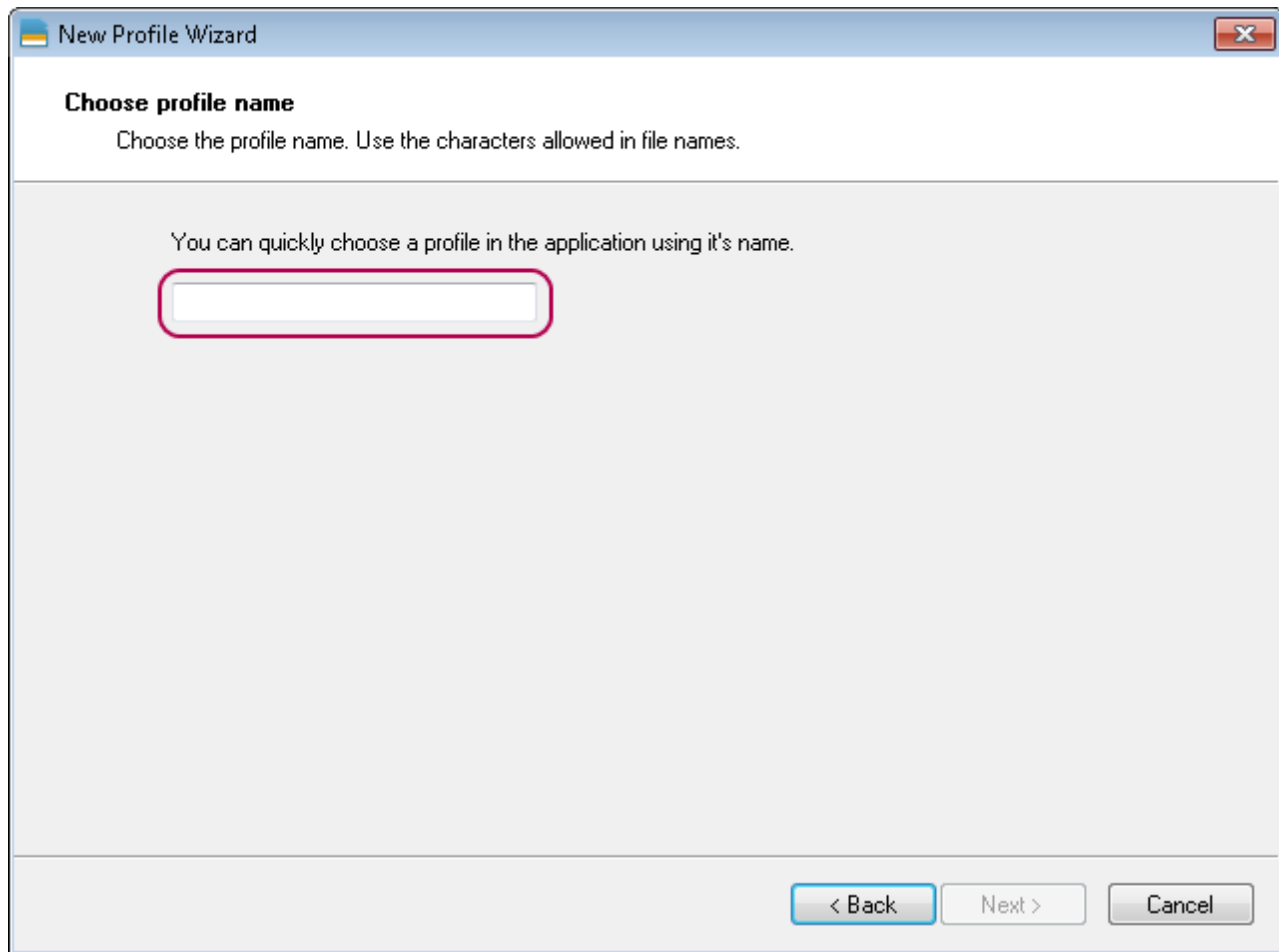 New Profile Wizard
Choose profile name
Choose the profile name. Use the characters allowed in file names.
You can quickly choose a profile in the application using it's name.
< Back
Next >
Cancel